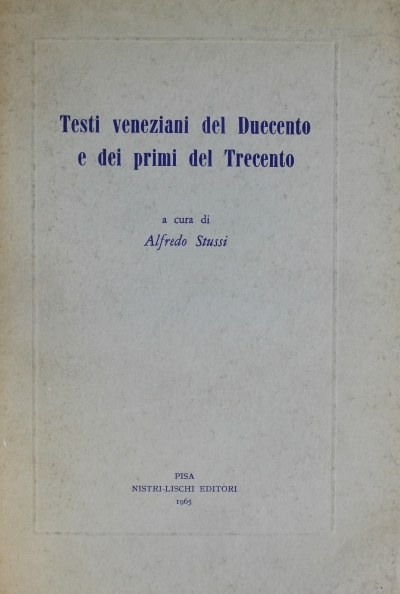 Testi veneziani del Duecento
e dei primi del Trecento
a cura di
Alfredo Stussi
PISA
NISTRI-LISCHI EDITORI
1965